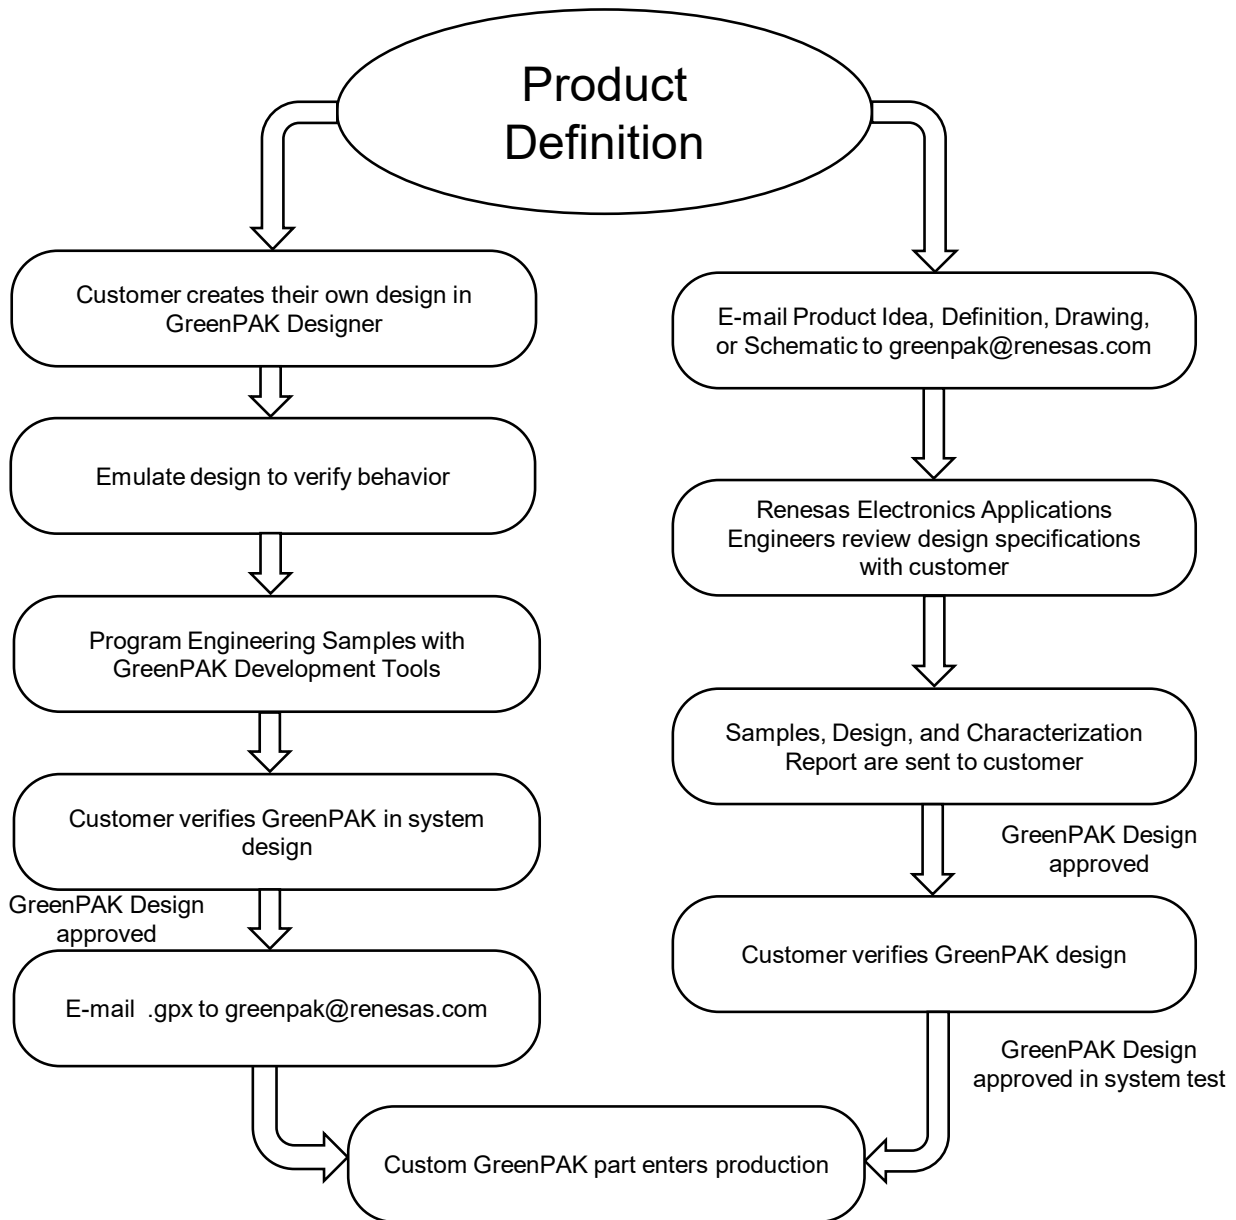 Product
Definition
Customer creates their own design in
GreenPAK Designer
Emulate design to verify behavior
Program Engineering Samples with
GreenPAK Development Tools
Customer verifies GreenPAK in system
design
GreenPAK Design
approved
E-mail .gpx to greenpak@renesas.com
E-mail Product Idea, Definition, Drawing,
or Schematic to greenpak@renesas.com
Renesas Electronics Applications
Engineers review design specifications
with customer
Samples, Design, and Characterization
Report are sent to customer
GreenPAK Design
approved
Customer verifies GreenPAK design
GreenPAK Design
approved in system test
Custom GreenPAK part enters production